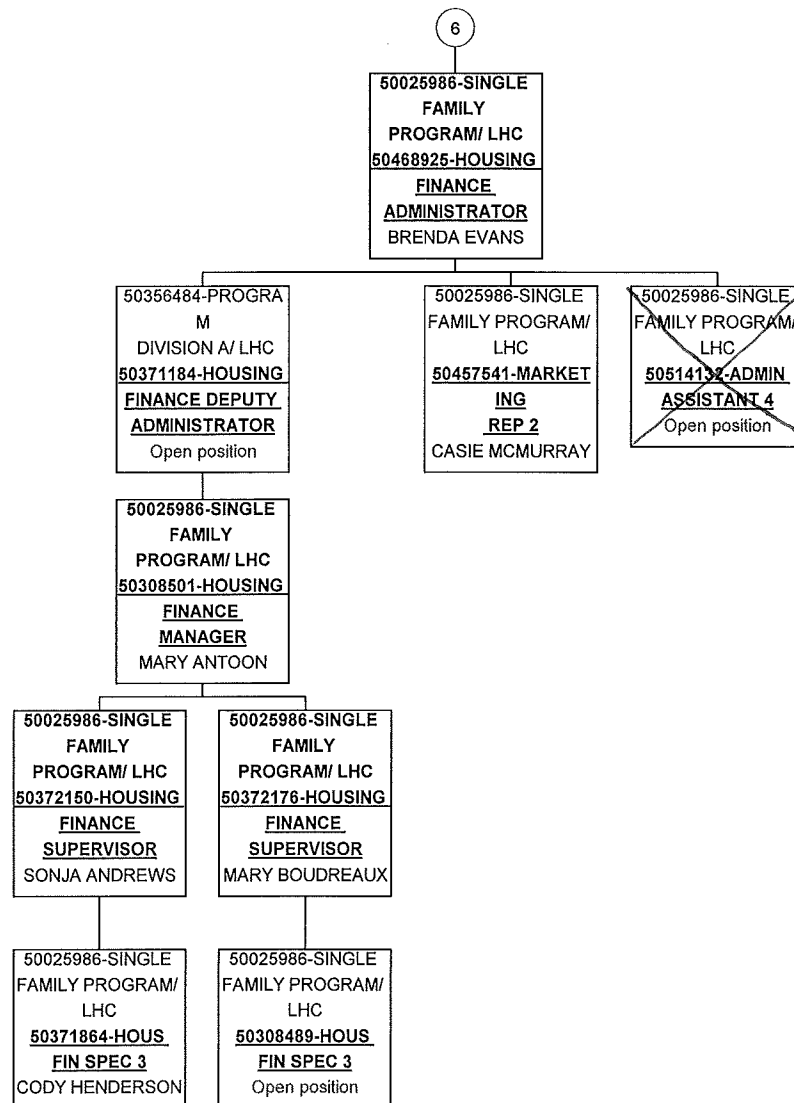 6
50025986-SINGLE
FAMILY
PROGRAM/ LHC
50468925-HOUSING
FINANCE
ADMINISTRATOR
BRENDA EVANS
50356484-PROGRA
M
DIVISION A/ LHC
50371184-HOUSING
FINANCE DEPUTY
ADMINISTRATOR
Open position
50025986-SINGLE
FAMILY PROGRAM/
LHC
50457541-MARKET
ING
REP 2
CASIE MCMURRAY
50025986-SINGLE
FAMILY PROGRAM/
LHC
50514132-ADMIN
ASSISTANT 4
Open position
50025986-SINGLE
FAMILY
PROGRAM/ LHC
50308501-HOUSING
FINANCE
MANAGER
MARY ANTOON
50025986-SINGLE
FAMILY
PROGRAM/ LHC
50372150-HOUSING
FINANCE
SUPERVISOR
SONJA ANDREWS
50025986-SINGLE
FAMILY
PROGRAM/ LHC
50372176-HOUSING
FINANCE
SUPERVISOR
MARY BOUDREAUX
50025986-SINGLE
FAMILY PROGRAM/
LHC
50371864-HOUS
FIN SPEC 3
CODY HENDERSON
50025986-SINGLE
FAMILY PROGRAM/
LHC
50308489-HOUS
FIN SPEC 3
Open position